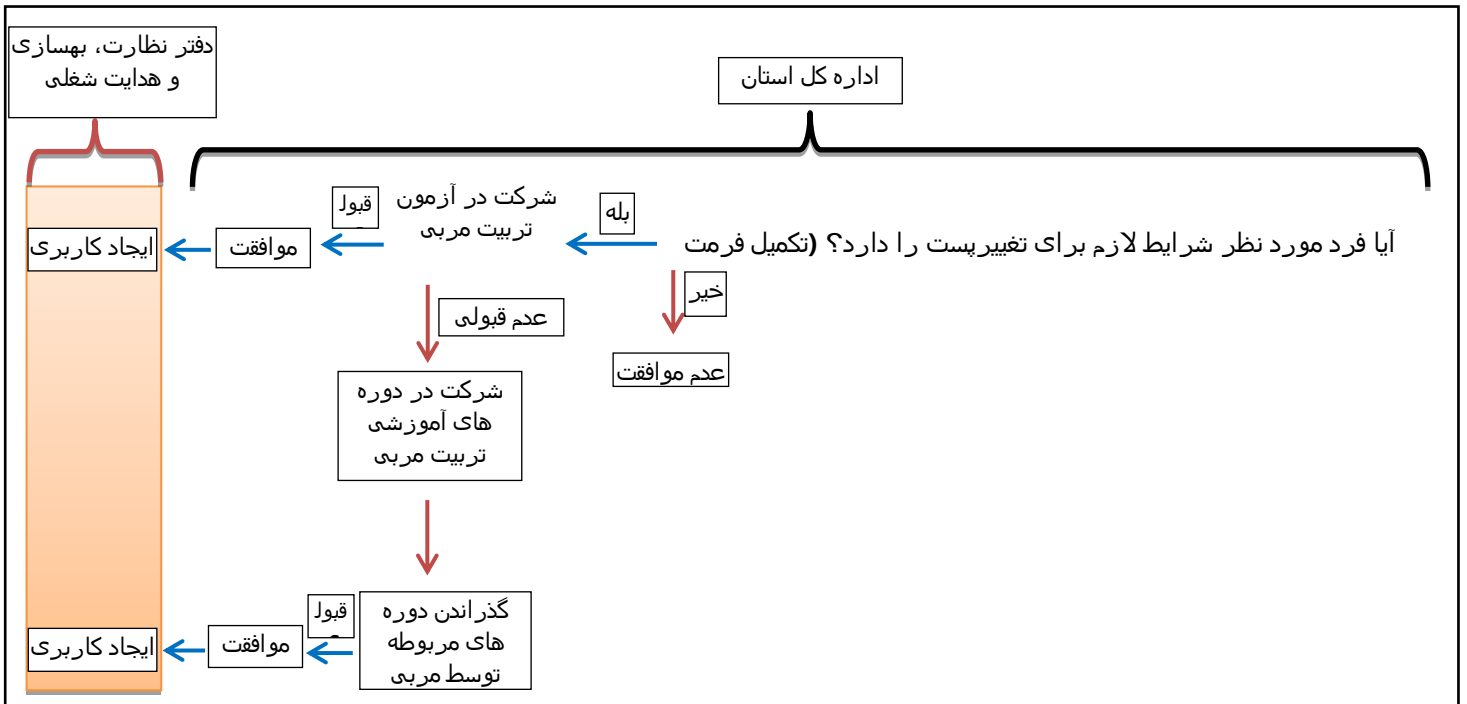 اداره کل استان
دفتر نظارت، بهسازی
و هدایت شغلی
آیا فرد مورد نظر شرایط لازم برای تغییرپست را دارد؟ (تکمیل فرمت
بله
خیر
عدم موافقت
شرکت در آزمون
تربیت مربی
قبول
موافقت
ایجاد کاربری
عدم قبولی
شرکت در دوره
های آموزشی
تربیت مربی
گذراندن دوره
های مربوطه
توسط مربی
قبول
موافقت
ایجاد کاربری